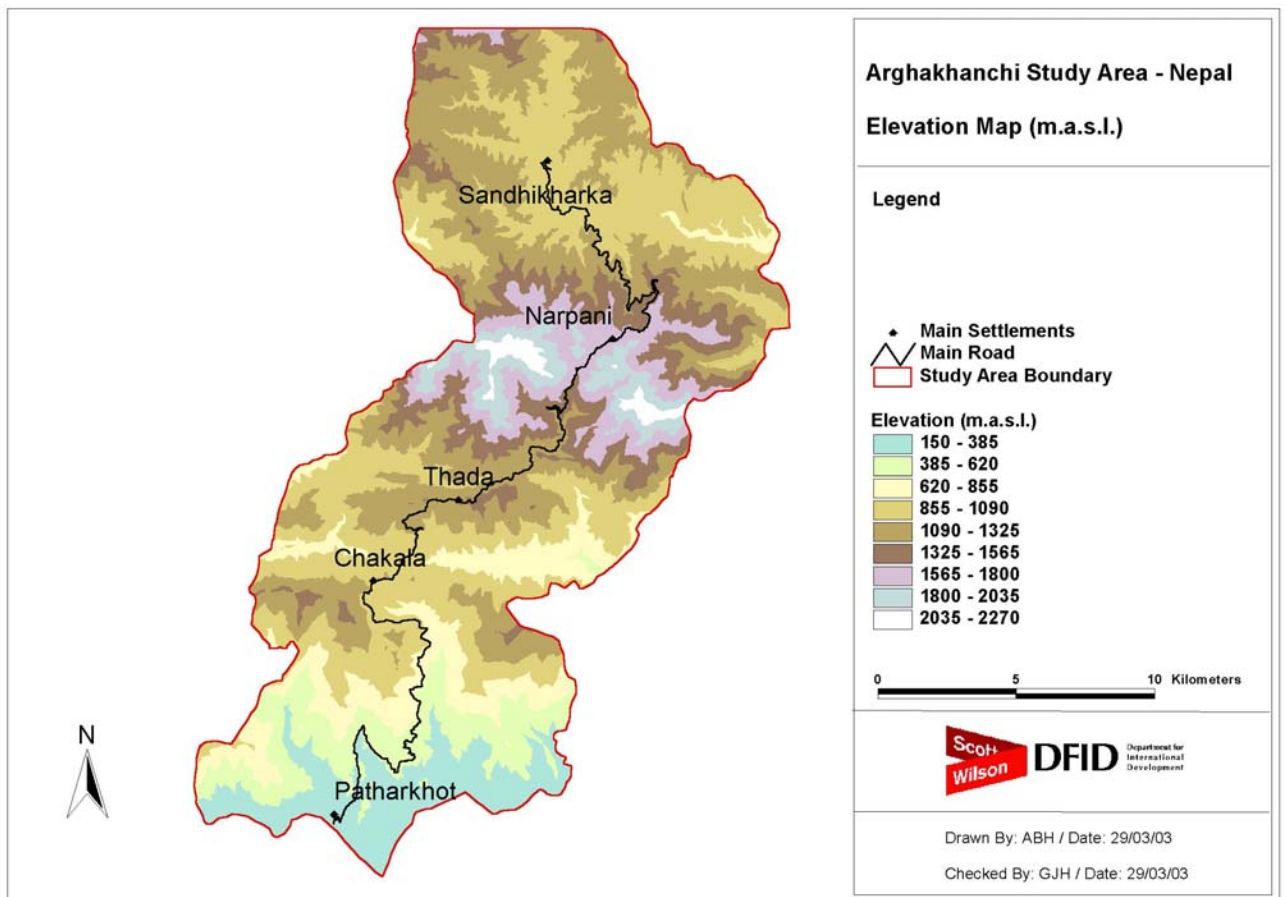 Arghakhanchi Study Area - Nepal
Elevation Map (m.a.s.l.)
Legend
Main Settlements
Main Road
Study Area Boundary
Elevation (m.a.s.l.)
150 - 385
385 - 620
620 - 855
855 - 1090
1090 - 1325
1325 - 1565
1565 - 1800
1800 - 2035
2035 - 2270
0 5 10 Kilometers
Scott
Wilson
DFID
Department for
International
Development
Drawn By: ABH / Date: 29/03/03
Checked By: GJH / Date: 29/03/03
Sandhikharka
Narpani
Thada
Chakala
Patharkhot
N